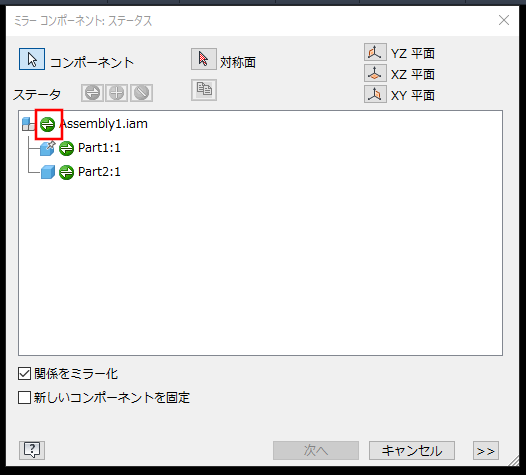 ミラー コンポーネント: ステータス
コンポーネント
対称面
YZ 平面
XZ 平面
XY 平面
ステータ
Assembly1.iam
Part1:1
Part2:1
関係をミラー化
新しいコンポーネントを固定
次へ
キャンセル
>>